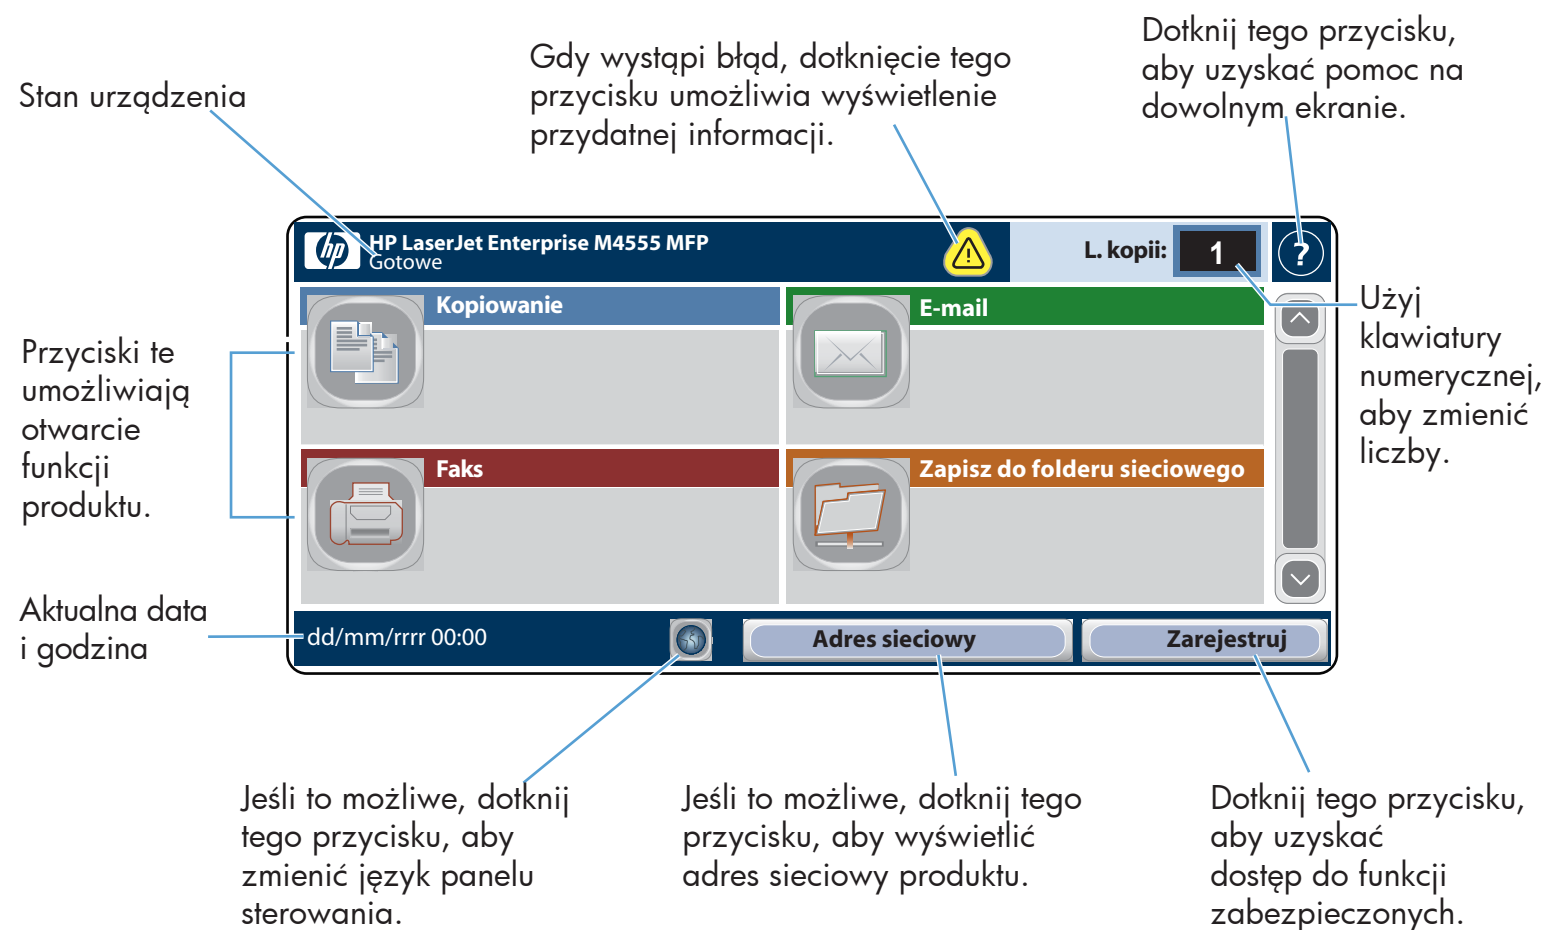 Stan urządzenia
Gdy wystąpi błąd, dotknięcie tego
przycisku umożliwia wyświetlenie
przydatnej informacji.
Dotknij tego przycisku,
aby uzyskać pomoc na
dowolnym ekranie.
hp
HP LaserJet Enterprise M4555 MFP
Gotowe
L. kopii:
1
?
Kopiowanie
E-mail
Użyj
klawiatury
numerycznej,
aby zmienić
liczby.
Przyciski te
umożliwiają
otwarcie
funkcji
produktu.
Faks
Zapisz do folderu sieciowego
Aktualna data
i godzina
dd/mm/rrrr 00:00
Adres sieciowy
Zarejestruj
Jeśli to możliwe, dotknij
tego przycisku, aby
zmienić język panelu
sterowania.
Jeśli to możliwe, dotknij tego
przycisku, aby wyświetlić
adres sieciowy produktu.
Dotknij tego przycisku,
aby uzyskać
dostęp do funkcji
zabezpieczonych.